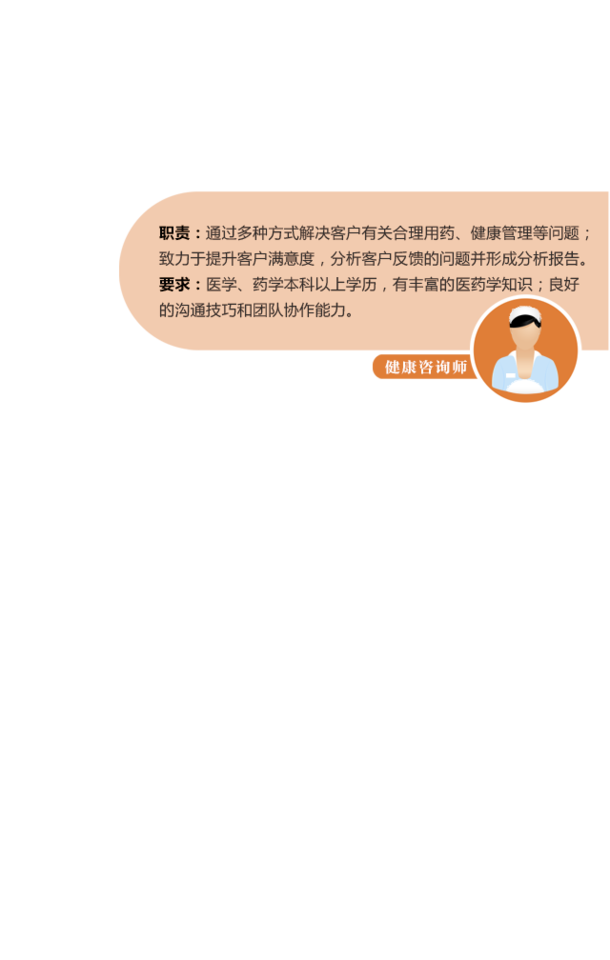 职责：通过多种方式解决客户有关合理用药、健康管理等问题；
致力于提升客户满意度，分析客户反馈的问题并形成分析报告。
要求：医学、药学本科以上学历，有丰富的医药学知识；良好
的沟通技巧和团队协作能力。
健康咨询师